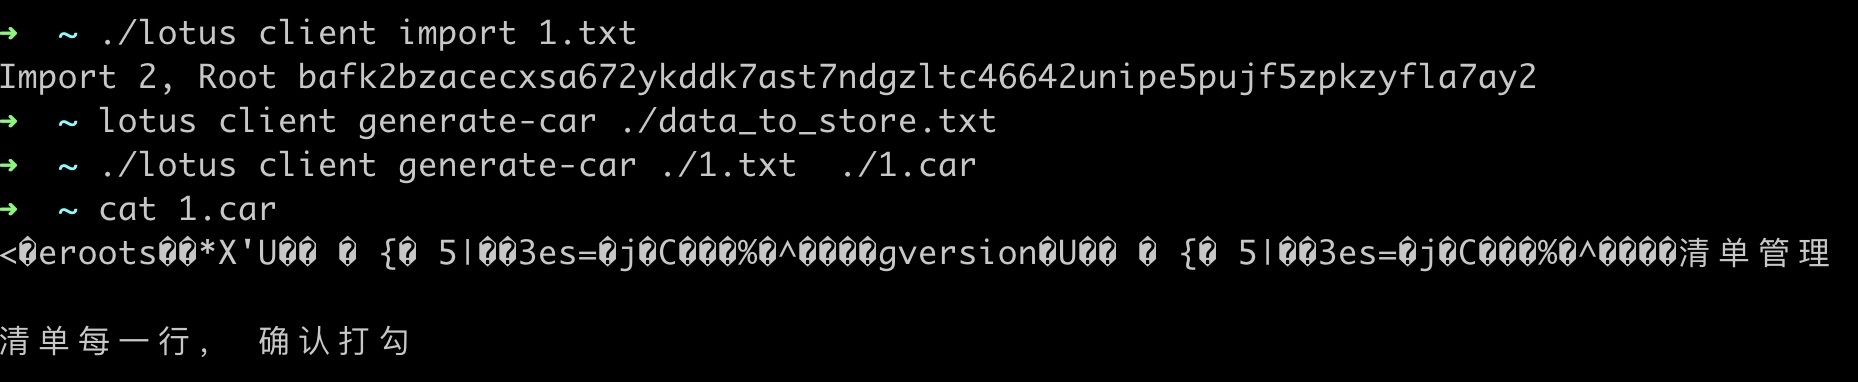 ➜  ~ ./lotus client import 1.txt
Import 2, Root bafk2bzacecxsa672ykddk7ast7ndgzltc46642unipe5pujf5zpkzyfla7ay2
➜  ~ lotus client generate-car ./data_to_store.txt
➜  ~ ./lotus client generate-car ./1.txt  ./1.car
➜  ~ cat 1.car
<�eroots��*X'U�� � {� 5|��3es=�j�C���%�^����gversion�U�� � {� 5|��3es=�j�C���%�^����清单管理
清单每一行， 确认打勾